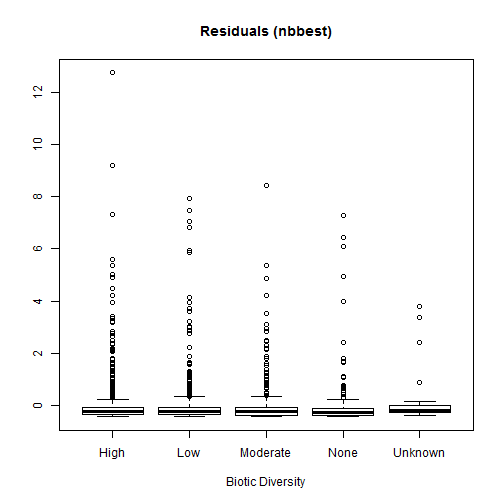 Residuals (nbbest)
12
10
8
6
4
2
0
High Low Moderate None Unknown
Biotic Diversity